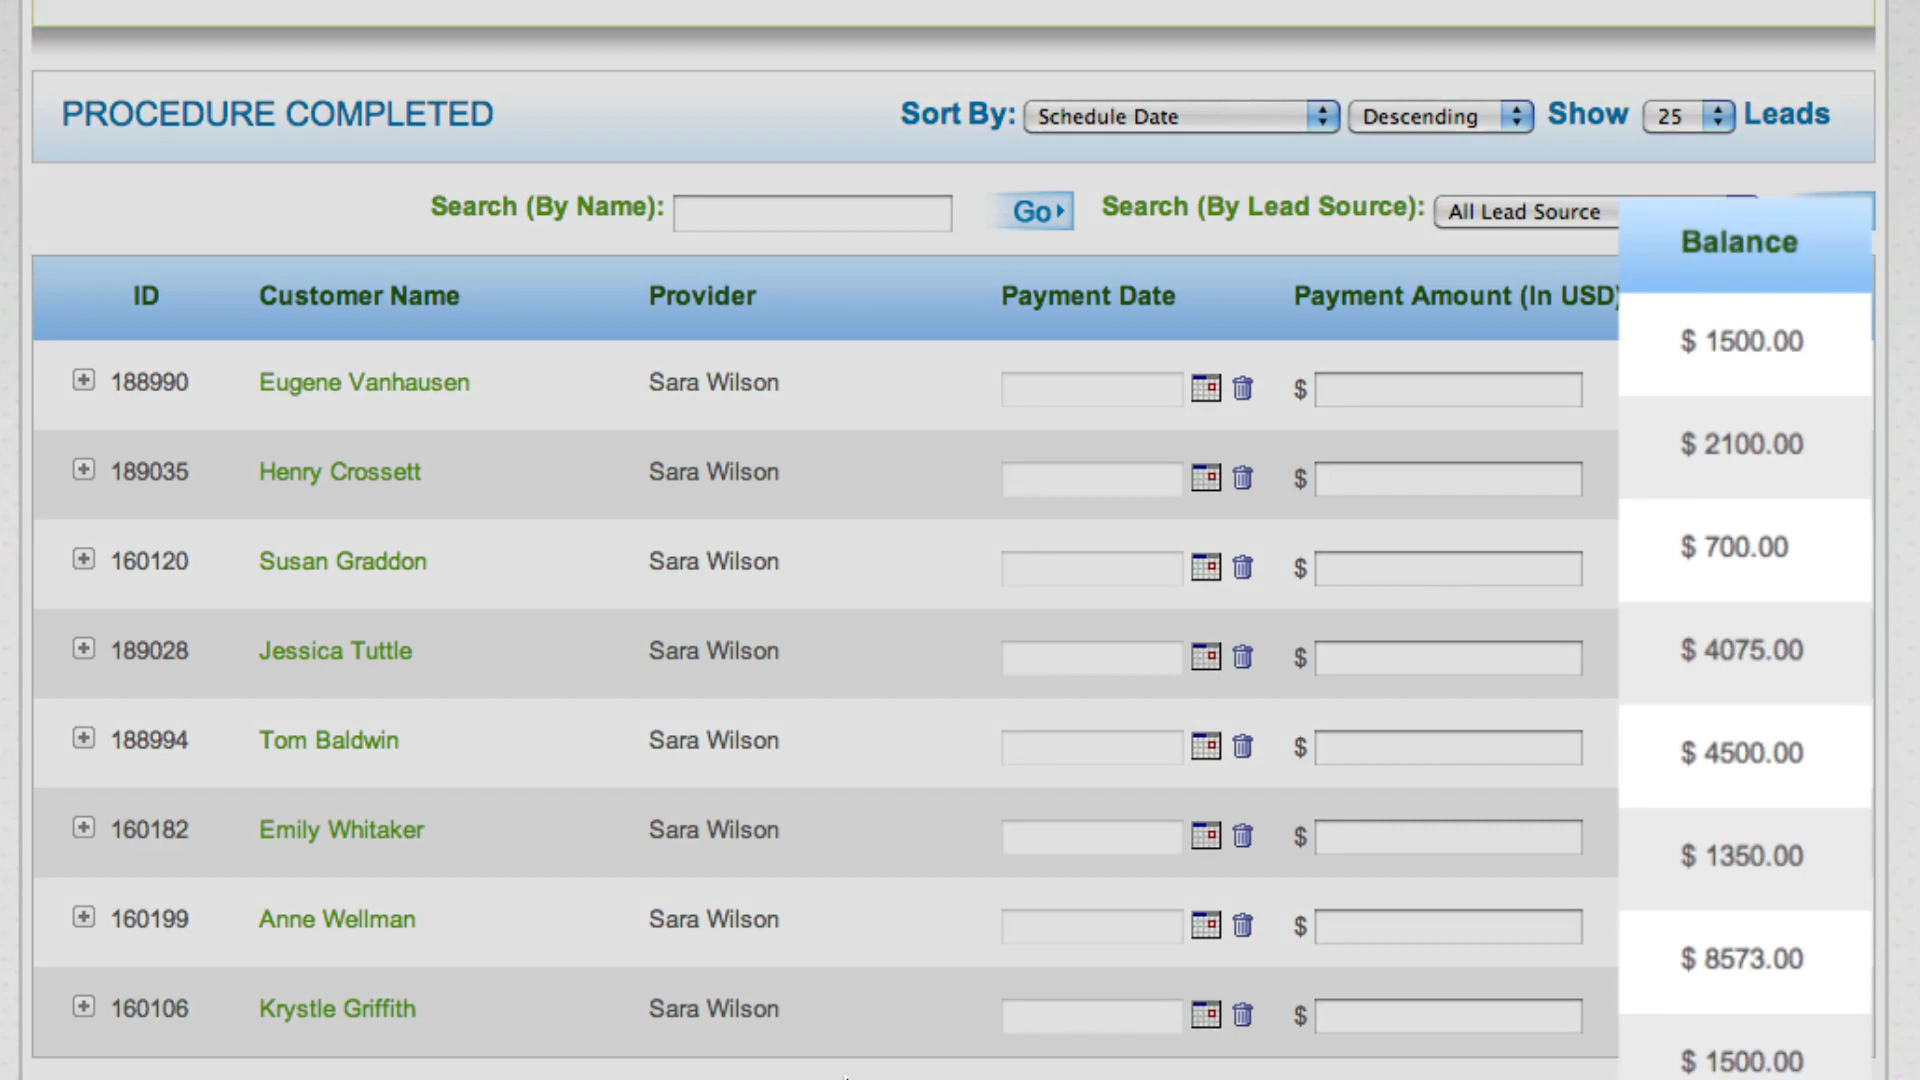 PROCEDURE COMPLETED Sort By: Schedule Date Descending Show 25 Leads
Search (By Name): Go Search (By Lead Source): All Lead Source
ID Customer Name Provider Payment Date Payment Amount (In USD) Balance
188990 Eugene Vanhausen Sara Wilson $ $ 1500.00
189035 Henry Crossett Sara Wilson $ $ 2100.00
160120 Susan Graddon Sara Wilson $ $ 700.00
189028 Jessica Tuttle Sara Wilson $ $ 4075.00
188994 Tom Baldwin Sara Wilson $ $ 4500.00
160182 Emily Whitaker Sara Wilson $ $ 1350.00
160199 Anne Wellman Sara Wilson $ $ 8573.00
160106 Krystle Griffith Sara Wilson $ $ 1500.00